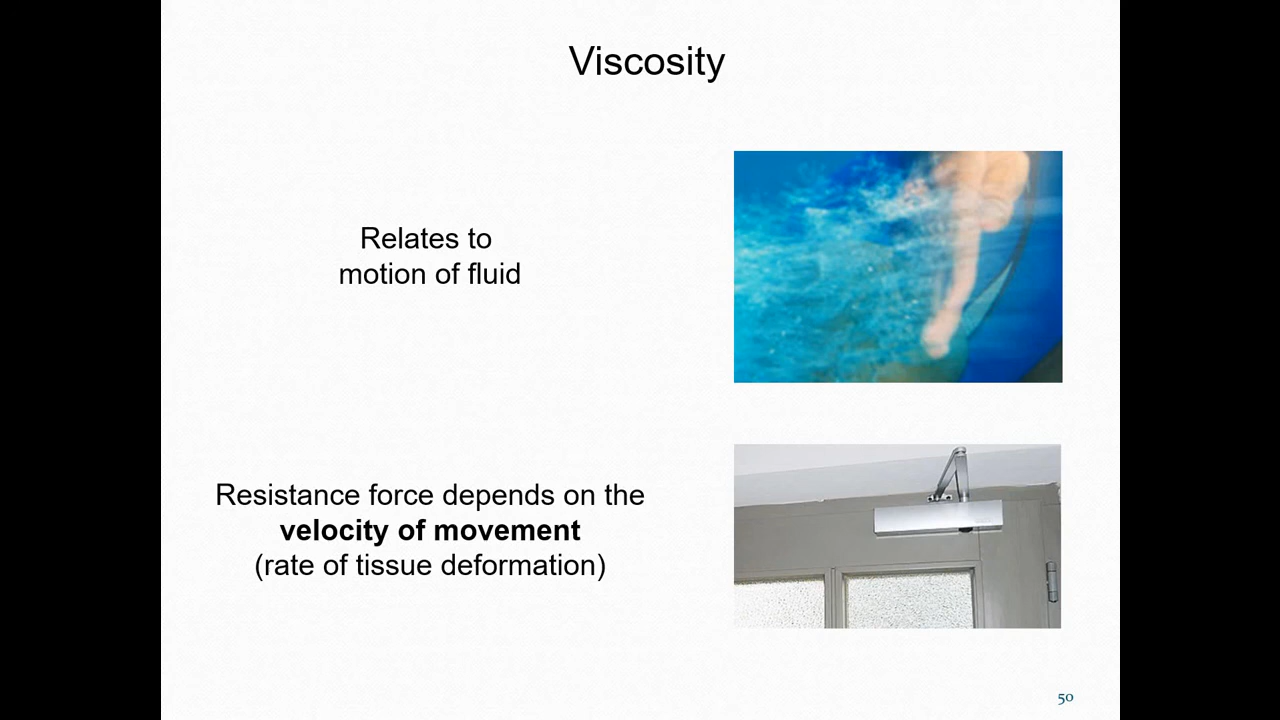 Viscosity
Relates to
motion of fluid
Resistance force depends on the
velocity of movement
(rate of tissue deformation)
50